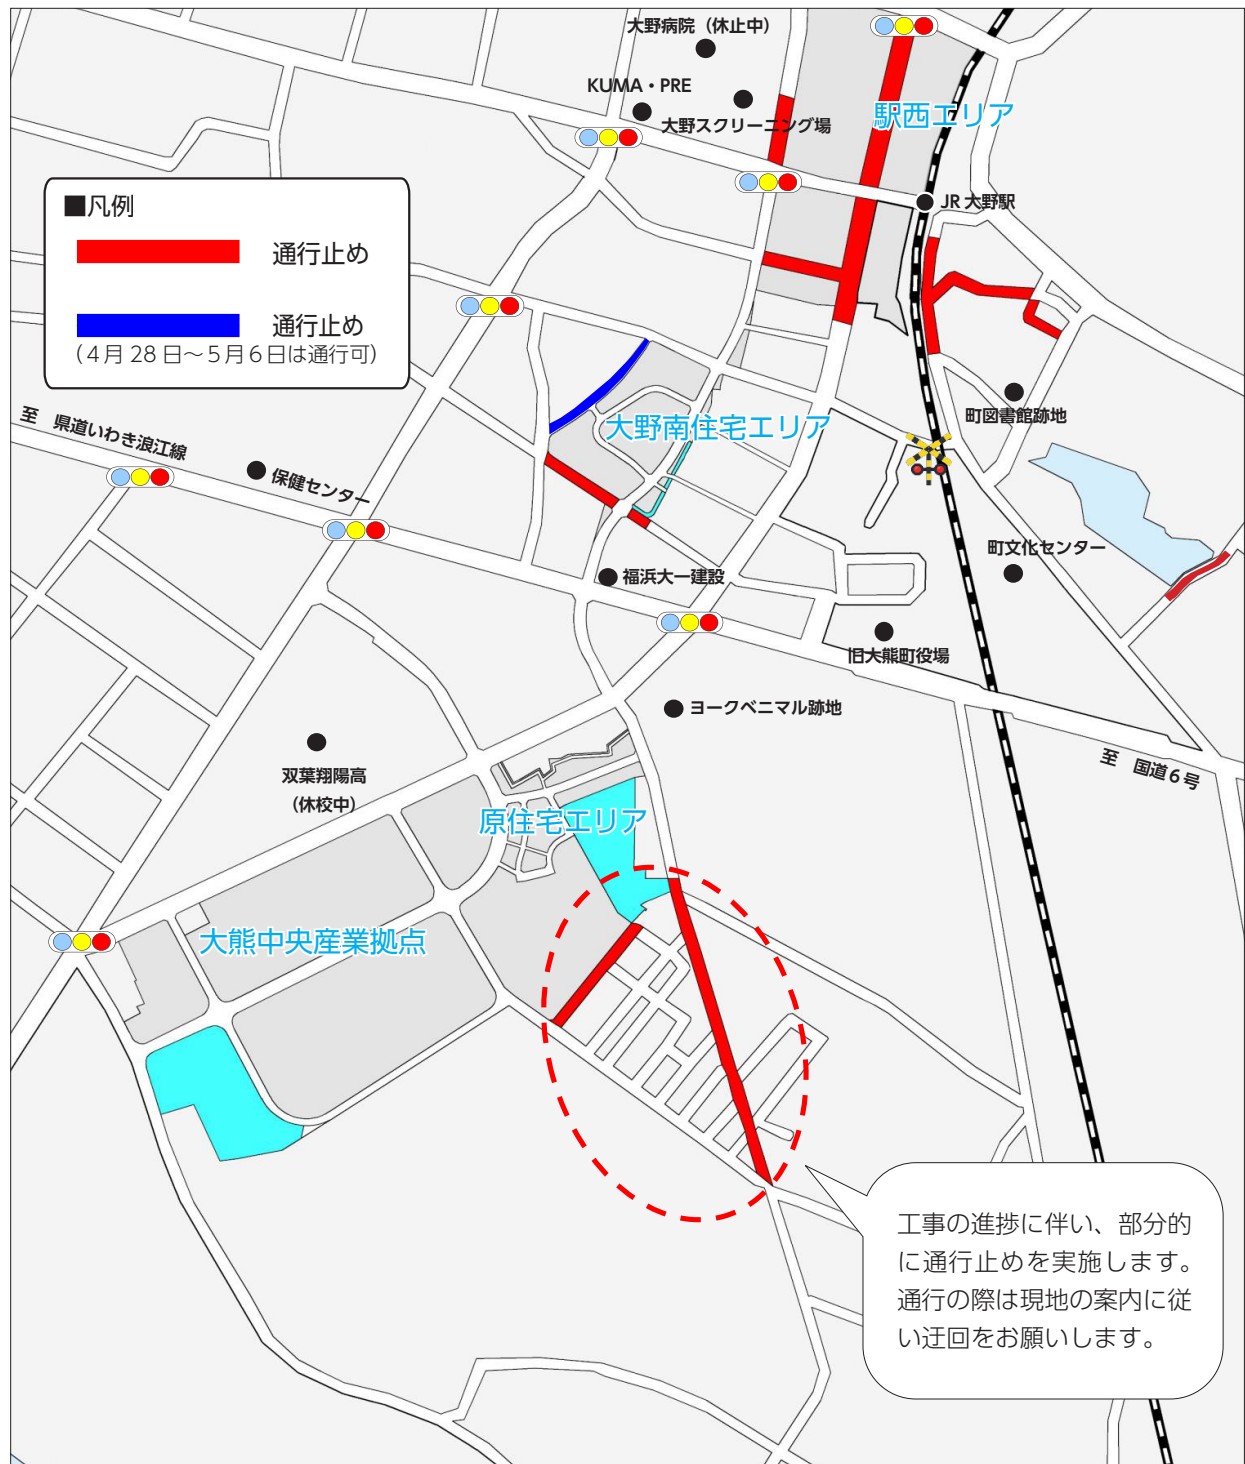 大野病院（休止中）
KUMA・PRE
大野スクリーニング場
駅西エリア
JR 大野駅
■凡例
通行止め
通行止め
（４月 28 日～５月６日は通行可）
至　県道いわき浪江線
保健センター
大野南住宅エリア
町図書館跡地
町文化センター
福浜大一建設
旧大熊町役場
ヨークベニマル跡地
至　国道６号
双葉翔陽高
（休校中）
原住宅エリア
大熊中央産業拠点
工事の進捗に伴い、部分的
に通行止めを実施します。
通行の際は現地の案内に従
い迂回をお願いします。